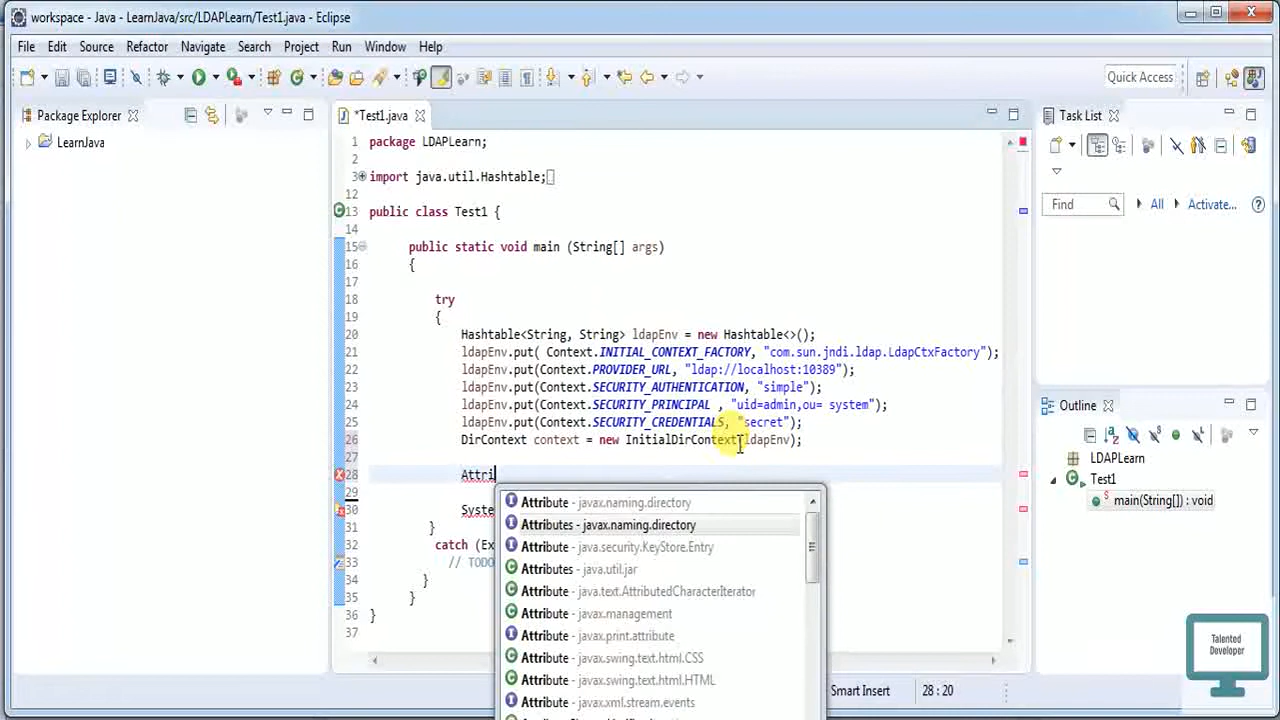 workspace - Java - LearnJava/src/LDAPLearn/Test1.java - Eclipse
File Edit Source Refactor Navigate Search Project Run Window Help
Quick Access
Package Explorer
LearnJava
*Test1.java
1 package LDAPLearn;
2
3 import java.util.Hashtable;
12
13 public class Test1 {
14
15 public static void main (String[] args)
16 {
17
18 try
19 {
20 Hashtable<String, String> ldapEnv = new Hashtable<>();
21 ldapEnv.put( Context.INITIAL_CONTEXT_FACTORY, "com.sun.jndi.ldap.LdapCtxFactory");
22 ldapEnv.put(Context.PROVIDER_URL, "ldap://localhost:10389");
23 ldapEnv.put(Context.SECURITY_AUTHENTICATION, "simple");
24 ldapEnv.put(Context.SECURITY_PRINCIPAL , "uid=admin,ou= system");
25 ldapEnv.put(Context.SECURITY_CREDENTIALS, "secret");
26 DirContext context = new InitialDirContext(ldapEnv);
27
28 Attri
29
30 Syste
31 }
32 catch (Ex
33 // TODO
34 }
35 }
36 }
37
Attribute - javax.naming.directory
Attributes - javax.naming.directory
Attribute - java.security.KeyStore.Entry
Attributes - java.util.jar
Attribute - java.text.AttributedCharacterIterator
Attribute - javax.management
Attribute - javax.print.attribute
Attribute - javax.swing.text.html.CSS
Attribute - javax.swing.text.html.HTML
Attribute - javax.xml.stream.events
Task List
Find All Activate...
Outline
LDAPLearn
Test1
main(String[]) : void
Smart Insert 28 : 20
Talented
Developer